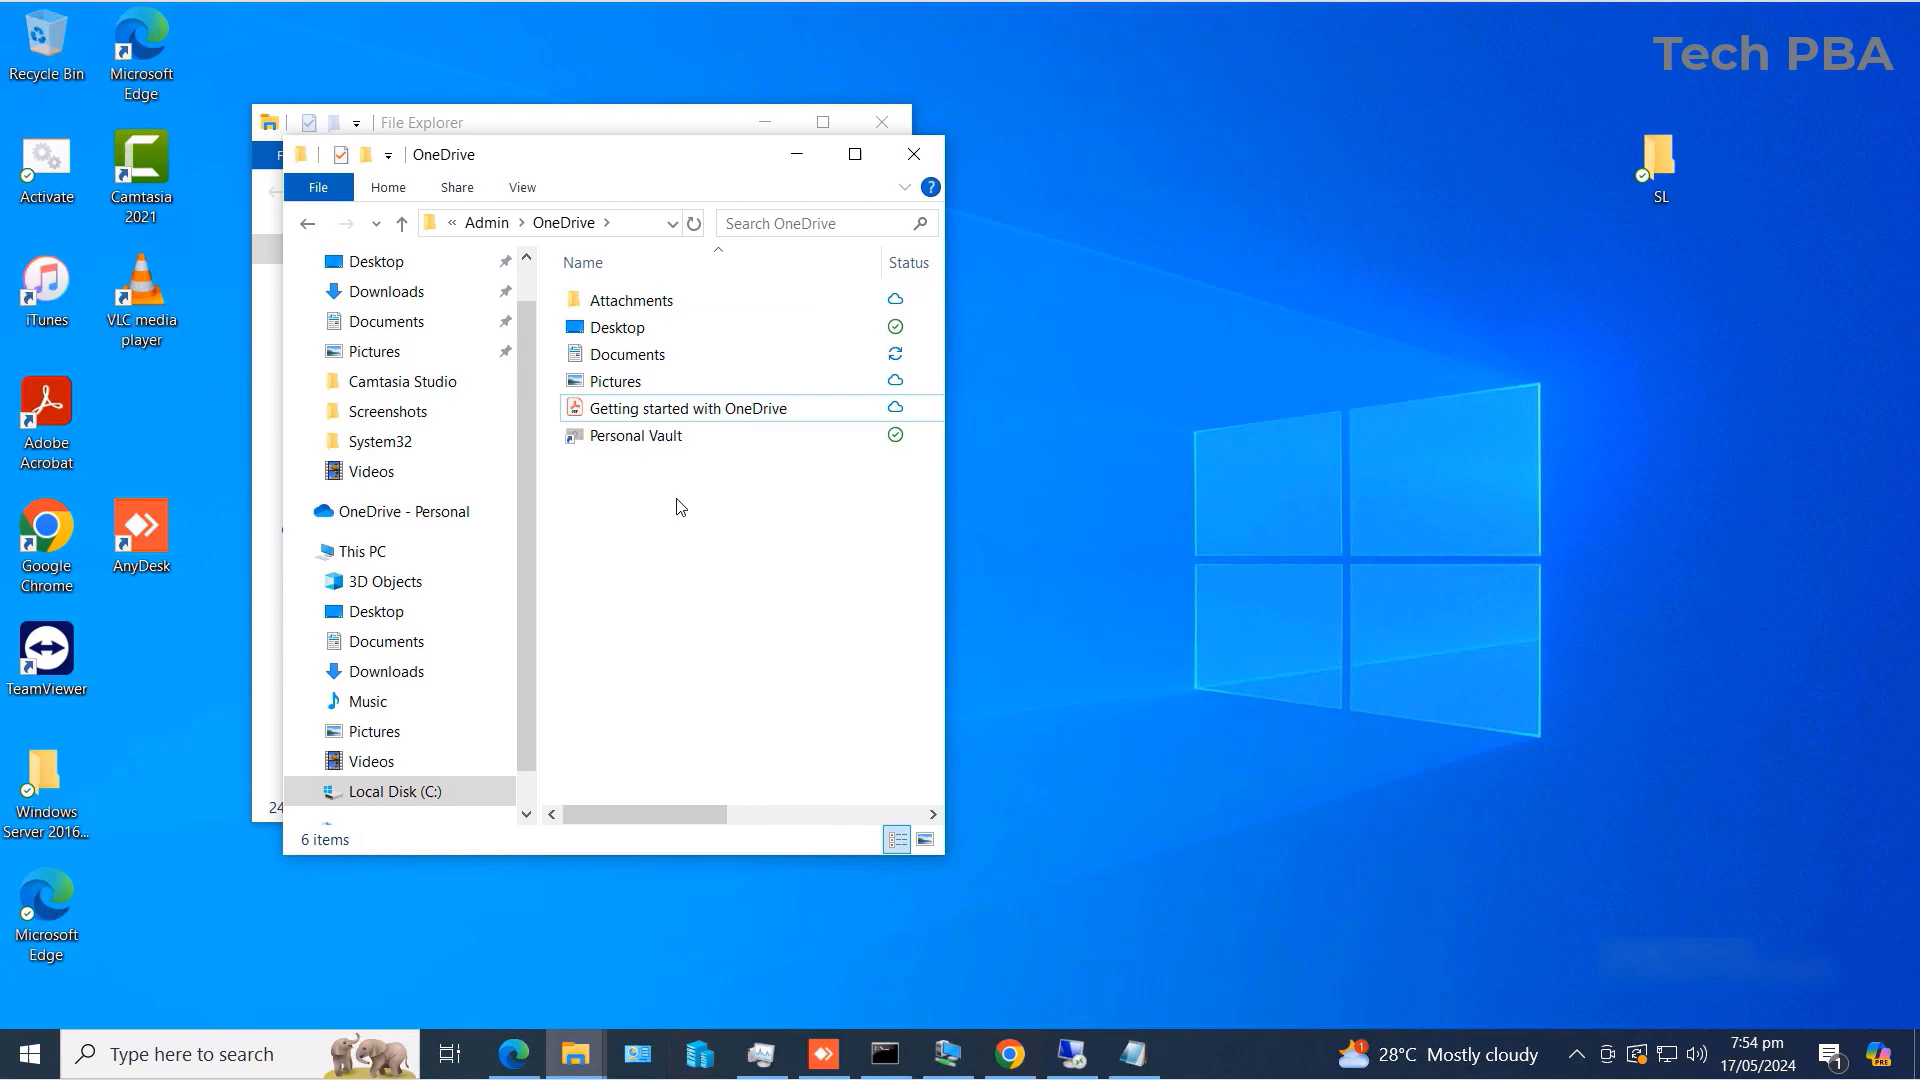 Recycle Bin
Microsoft
Edge
Activate
Camtasia
2021
iTunes
VLC media
player
Adobe
Acrobat
Google
Chrome
AnyDesk
TeamViewer
Windows
Server 2016...
Microsoft
Edge
Tech PBA
SL
File Explorer
F
24
OneDrive
File
Home
Share
View
?
« Admin > OneDrive >
Search OneDrive
Desktop
Downloads
Documents
Pictures
Camtasia Studio
Screenshots
System32
Videos
OneDrive - Personal
This PC
3D Objects
Desktop
Documents
Downloads
Music
Pictures
Videos
Local Disk (C:)
Name
Status
Attachments
Desktop
Documents
Pictures
Getting started with OneDrive
Personal Vault
6 items
Type here to search
1
28°C Mostly cloudy
7:54 pm
17/05/2024
1
PRE